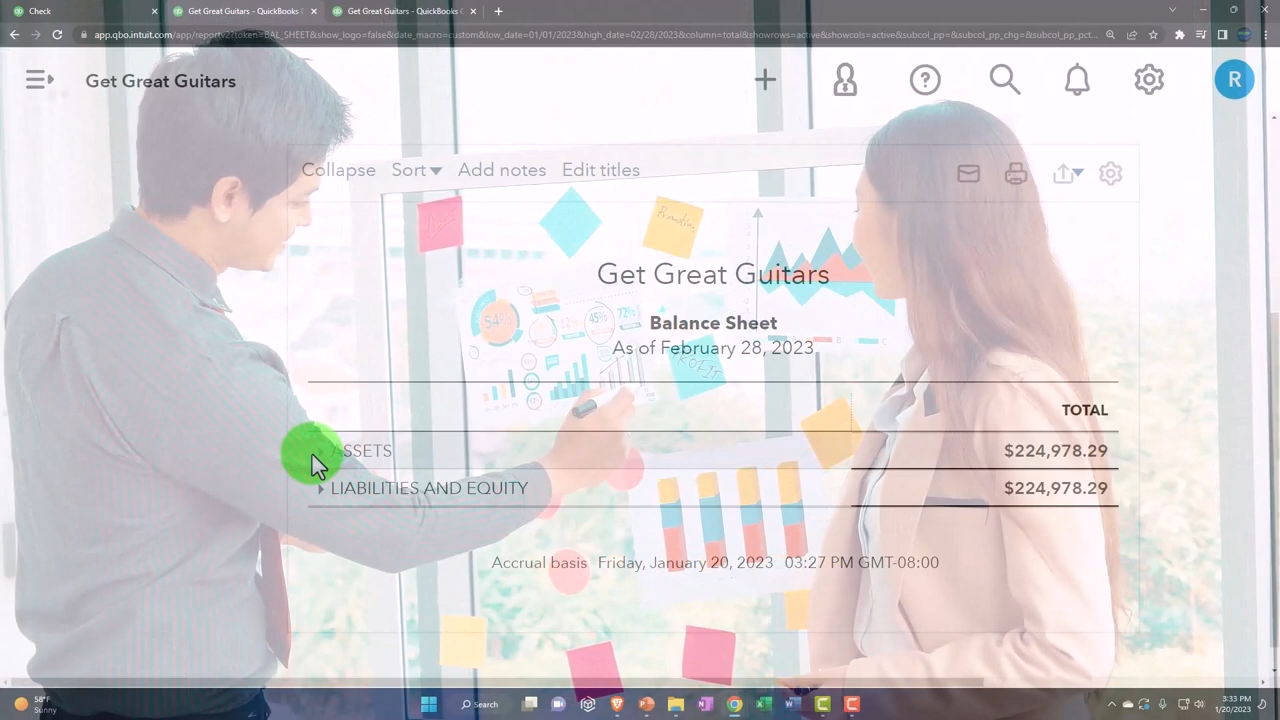 Check
Get Great Guitars - QuickBooks C
Get Great Guitars - QuickBooks C
app.qbo.intuit.com/app/reportv2?token=BAL_SHEET&show_logo=false&date_macro=custom&low_date=01/01/2023&high_date=02/28/2023&column=total&showrows=active&showcols=active&subcol_pp=&subcol_pp_chg=&subcol_pp_pct...
Get Great Guitars
R
Collapse Sort Add notes Edit titles
Get Great Guitars
Balance Sheet
As of February 28, 2023
TOTAL
ASSETS $224,978.29
LIABILITIES AND EQUITY $224,978.29
Accrual basis Friday, January 20, 2023 03:27 PM GMT-08:00
54%
12%
45%
72%
58°F
Sunny
Search
3:33 PM
1/20/2023